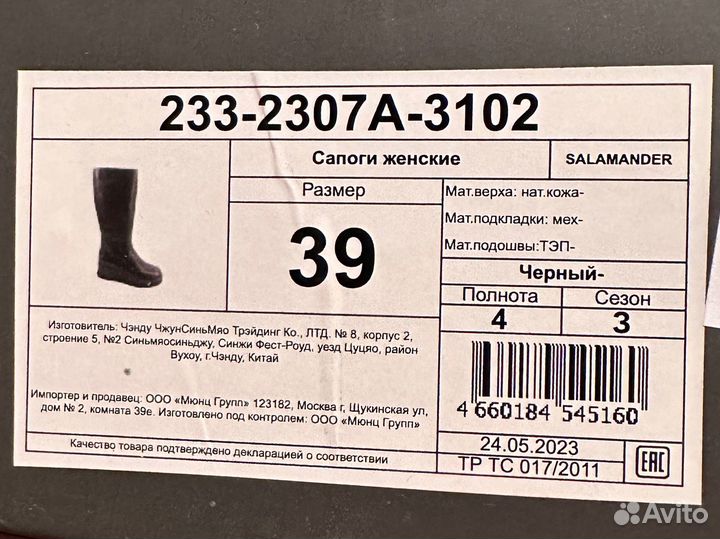 233-2307А-3102
Сапоги женские
SALAMANDER
Размер
39
Мат.верха: нат.кожа-
Мат.подкладки: мех-
Мат.подошвы:ТЭП-
Черный-
Полнота
Сезон
4
3
Изготовитель: Чэнду ЧжунСиньМяо Трэйдинг Ко., ЛТД. № 8, корпус 2,
строение 5, №2 Синьмяосиньджу, Синжи Фест-Роуд, уезд Цуцяо, район
Вухоу, г.Чэнду, Китай
Импортер и продавец: ООО «Мюнц Групп» 123182, Москва г, Щукинская ул,
дом № 2, комната 39е. Изготовлено под контролем: ООО «Мюнц Групп»
Качество товара подтверждено декларацией о соответствии
4 660184 545160
24.05.2023
ТР ТС 017/2011
EAC
Avito